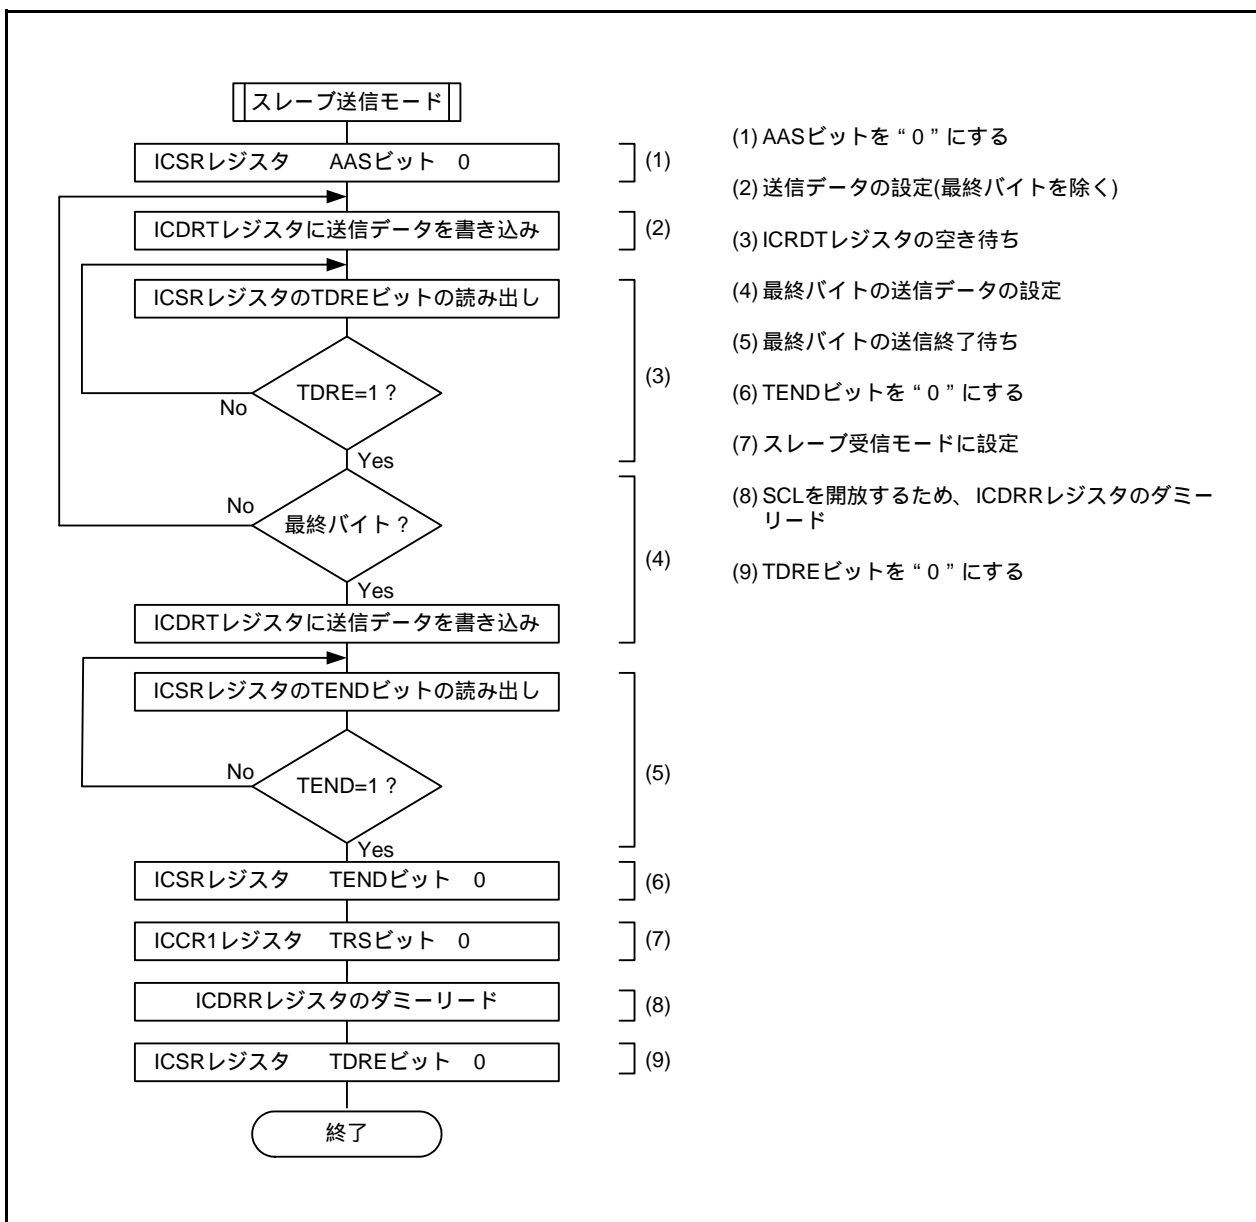 スレーブ送信モード
ICSRレジスタ AASビット 0
(1)
ICDRTレジスタに送信データを書き込み
(2)
ICSRレジスタのTDREビットの読み出し
TDRE=1 ?
No
Yes
(3)
最終バイト ?
No
Yes
ICDRTレジスタに送信データを書き込み
(4)
ICSRレジスタのTENDビットの読み出し
TEND=1 ?
No
Yes
(5)
ICSRレジスタ TENDビット 0
(6)
ICCR1レジスタ TRSビット 0
(7)
ICDRRレジスタのダミーリード
(8)
ICSRレジスタ TDREビット 0
(9)
終了
(1) AASビットを “ 0 ” にする
(2) 送信データの設定(最終バイトを除く)
(3) ICRDTレジスタの空き待ち
(4) 最終バイトの送信データの設定
(5) 最終バイトの送信終了待ち
(6) TENDビットを “ 0 ” にする
(7) スレーブ受信モードに設定
(8) SCLを開放するため、ICDRRレジスタのダミー
リード
(9) TDREビットを “ 0 ” にする